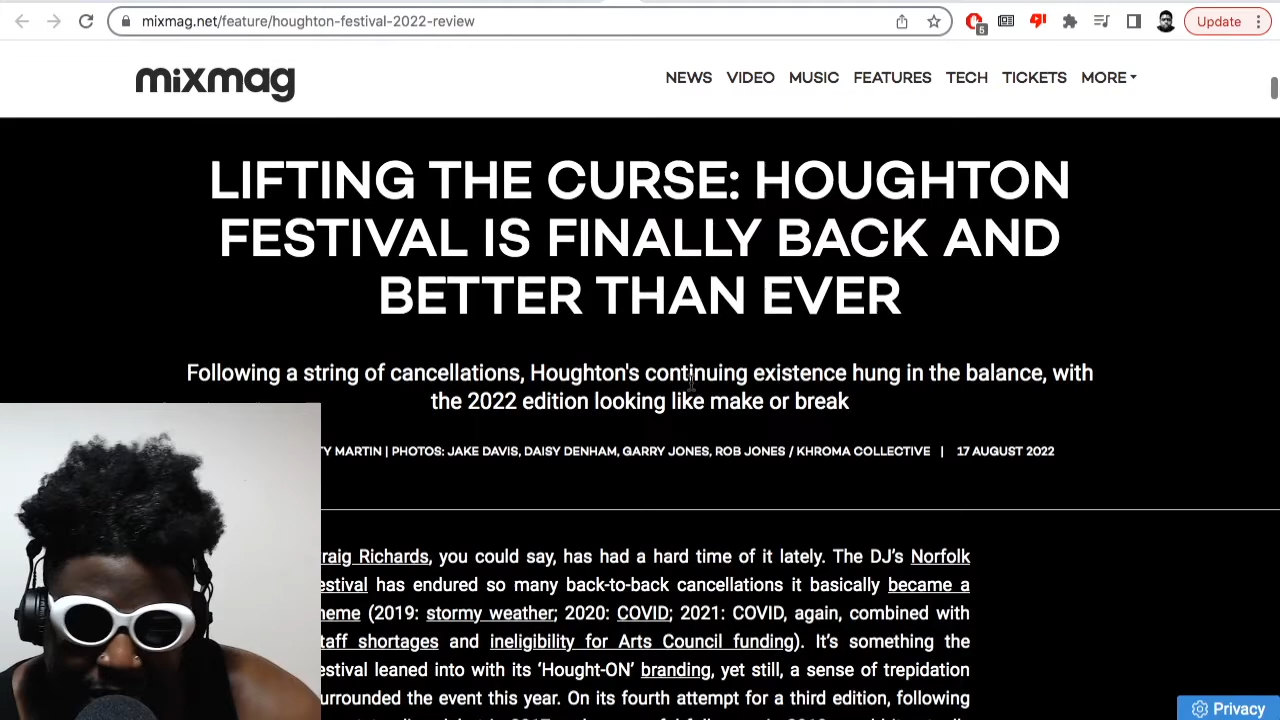 mixmag.net/feature/houghton-festival-2022-review
5
Update
mixmag
NEWS VIDEO MUSIC FEATURES TECH TICKETS MORE
LIFTING THE CURSE: HOUGHTON
FESTIVAL IS FINALLY BACK AND
BETTER THAN EVER
Following a string of cancellations, Houghton's continuing existence hung in the balance, with
the 2022 edition looking like make or break
MARTIN | PHOTOS: JAKE DAVIS, DAISY DENHAM, GARRY JONES, ROB JONES / KHROMA COLLECTIVE | 17 AUGUST 2022
raig Richards, you could say, has had a hard time of it lately. The DJ’s Norfolk
estival has endured so many back-to-back cancellations it basically became a
neme (2019: stormy weather; 2020: COVID; 2021: COVID, again, combined with
taff shortages and ineligibility for Arts Council funding). It’s something the
estival leaned into with its ‘Hought-ON’ branding, yet still, a sense of trepidation
urrounded the event this year. On its fourth attempt for a third edition, following
Privacy